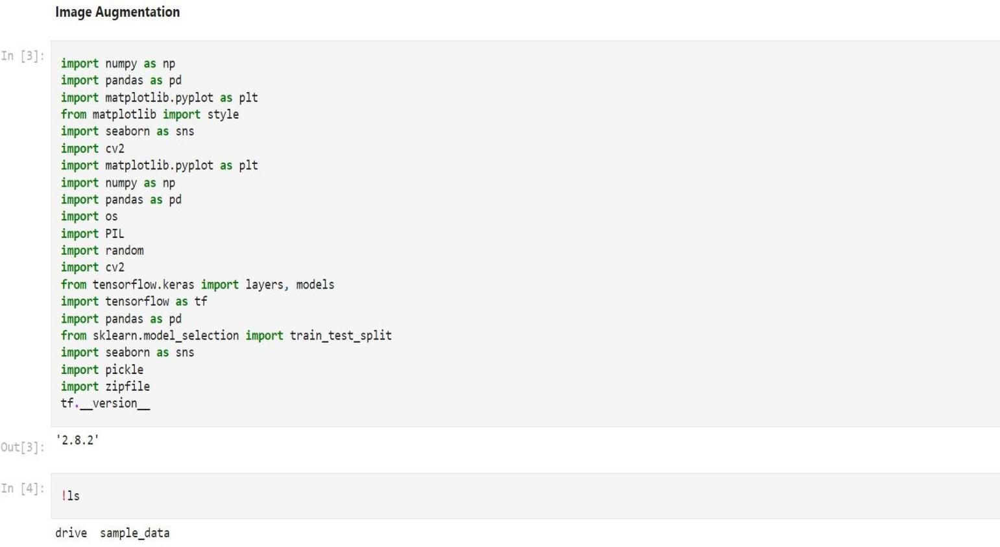 Image Augmentation
In [3]:
import numpy as np
import pandas as pd
import matplotlib.pyplot as plt
from matplotlib import style
import seaborn as sns
import cv2
import matplotlib.pyplot as plt
import numpy as np
import pandas as pd
import os
import PIL
import random
import cv2
from tensorflow.keras import layers, models
import tensorflow as tf
import pandas as pd
from sklearn.model_selection import train_test_split
import seaborn as sns
import pickle
import zipfile
tf.__version__
Out[3]: '2.8.2'
In [4]: !ls
drive  sample_data